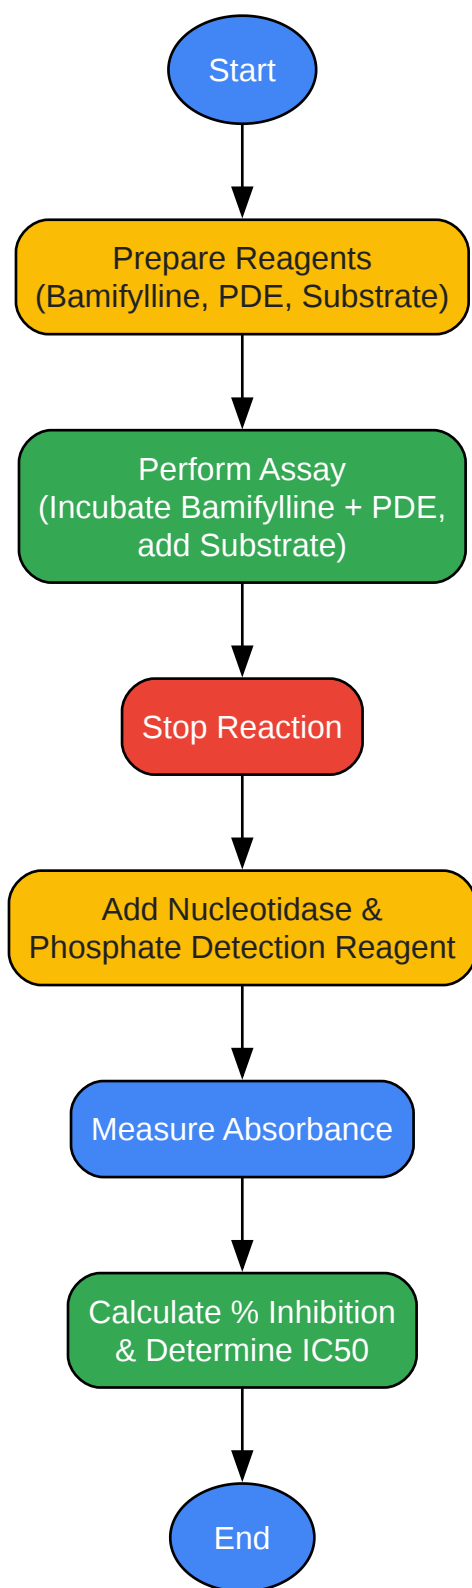 Start
Prepare Reagents
(Bamifylline, PDE, Substrate)
Perform Assay
(Incubate Bamifylline + PDE,
add Substrate)
Stop Reaction
Add Nucleotidase &
Phosphate Detection Reagent
Measure Absorbance
Calculate % Inhibition
& Determine IC50
End